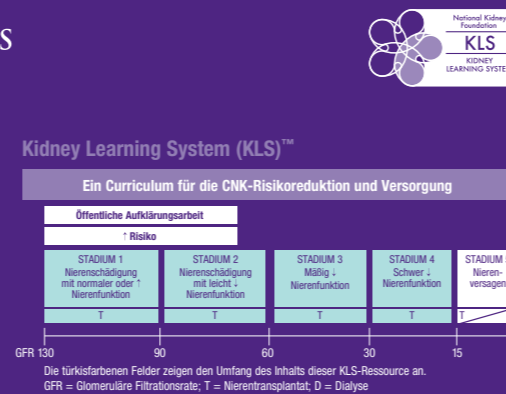 s
National Kidney
Foundation
KLS
KIDNEY
LEARNING SYSTE
Kidney Learning System (KLS)™
Ein Curriculum für die CNK-Risikoreduktion und Versorgung
Öffentliche Aufklärungsarbeit
↑ Risiko
STADIUM 1
Nierenschädigung
mit normaler oder ↑
Nierenfunktion
T
STADIUM 2
Nierenschädigung
mit leicht ↓
Nierenfunktion
T
STADIUM 3
Mäßig ↓
Nierenfunktion
T
STADIUM 4
Schwer ↓
Nierenfunktion
T
STADIUM
Nieren-
versagen
T
GFR 130 90 60 30 15
Die türkisfarbenen Felder zeigen den Umfang des Inhalts dieser KLS-Ressource an.
GFR = Glomeruläre Filtrationsrate; T = Nierentransplantat; D = Dialyse